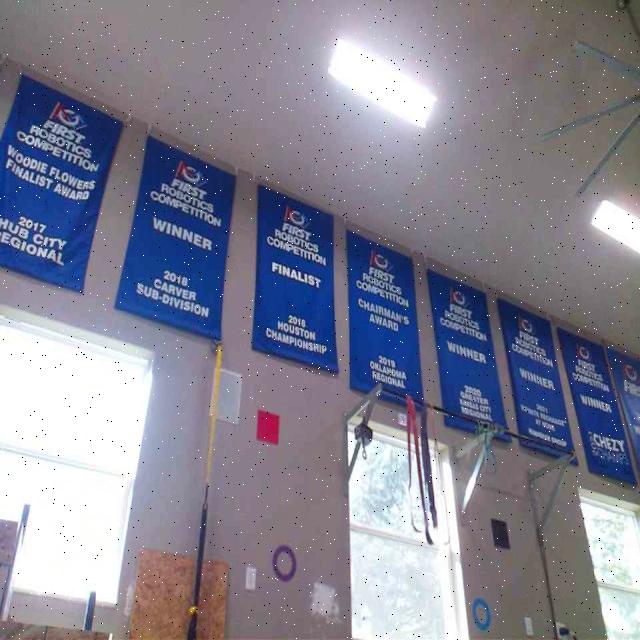 FIRST
ROBOTICS
COMPETITION
WOODIE FLOWERS
FINALIST AWARD
2017
HUB CITY
REGIONAL
FIRST
ROBOTICS
COMPETITION
WINNER
2018
CARVER
SUB-DIVISION
FIRST
ROBOTICS
COMPETITION
FINALIST
2018
HOUSTON
CHAMPIONSHIP
FIRST
ROBOTICS
COMPETITION
CHAIRMAN'S
AWARD
2019
OKLAHOMA
REGIONAL
FIRST
ROBOTICS
COMPETITION
WINNER
2020
GREATER
KANSAS CITY
REGIONAL
FIRST
ROBOTICS
COMPETITION
WINNER
2021
FIRST
ROBOTICS
COMPETITION
WINNER
CHEZY